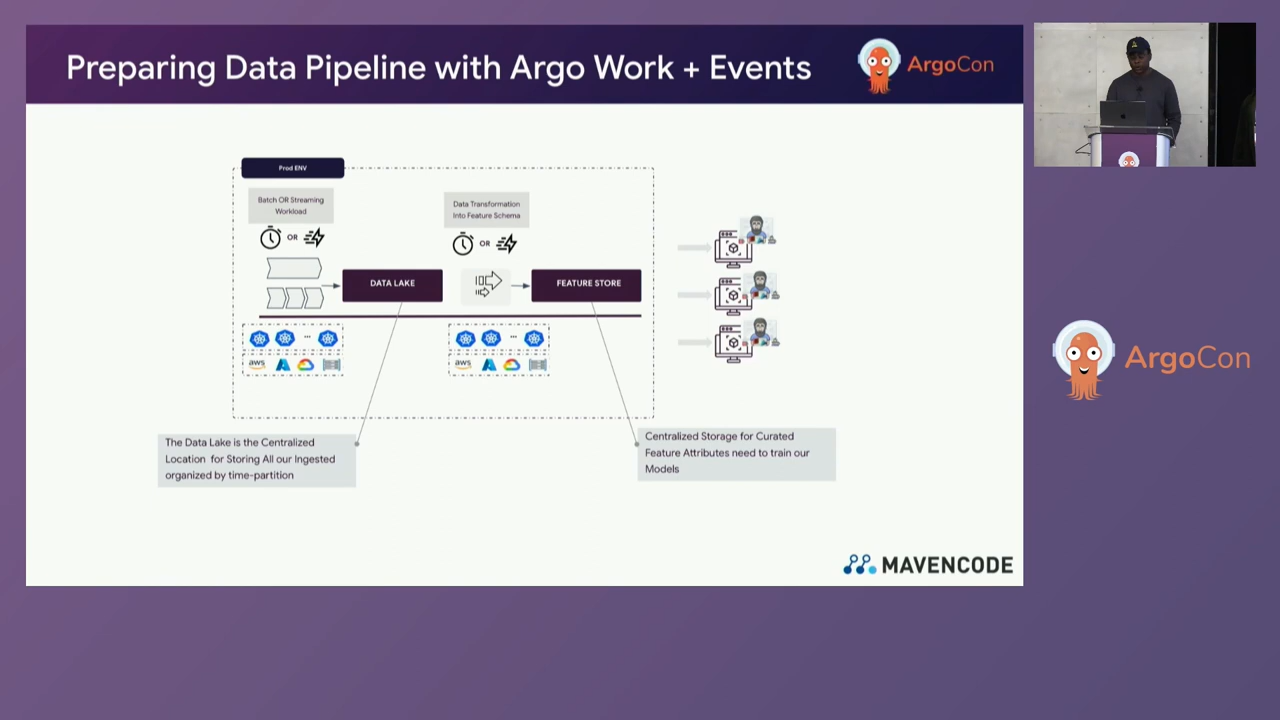 Preparing Data Pipeline with Argo Work + Events
ArgoCon
Prod ENV
Batch OR Streaming
Workload
OR
Data Transformation
Into Feature Schema
OR
DATA LAKE
FEATURE STORE
...
...
aws
aws
The Data Lake is the Centralized
Location for Storing All our Ingested
organized by time-partition
Centralized Storage for Curated
Feature Attributes need to train our
Models
MAVENCODE
ArgoCon